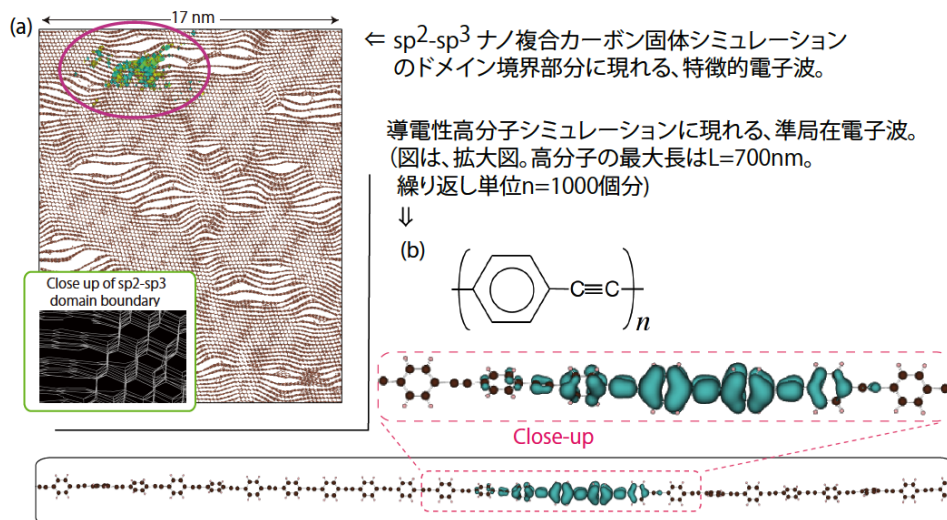 (a)
17 nm
⇐ sp2-sp3 ナノ複合カーボン固体シミュレーション
のドメイン境界部分に現れる、特徴的電子波。
導電性高分子シミュレーションに現れる、準局在電子波。
(図は、拡大図。高分子の最大長はL=700nm。
繰り返し単位n=1000個分)
⇓
(b)
C≡C
n
Close up of sp2-sp3
domain boundary
Close-up